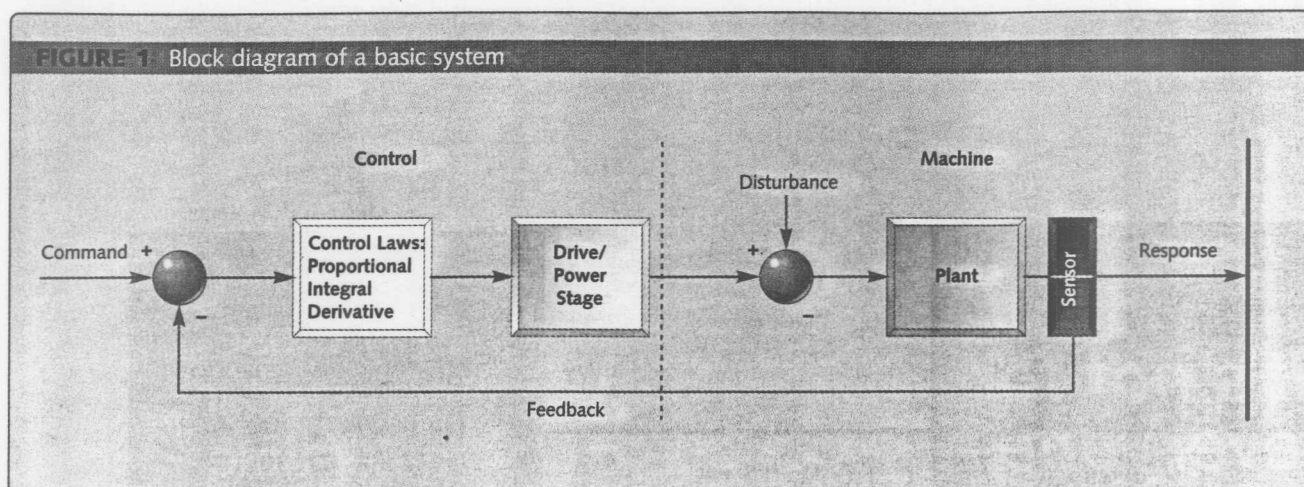 FIGURE 1. Block diagram of a basic system
Control
Machine
Disturbance
Command
+
Control Laws:
Proportional
Integral
Derivative
Drive/
Power
Stage
+
Plant
Sensor
Response
–
–
Feedback